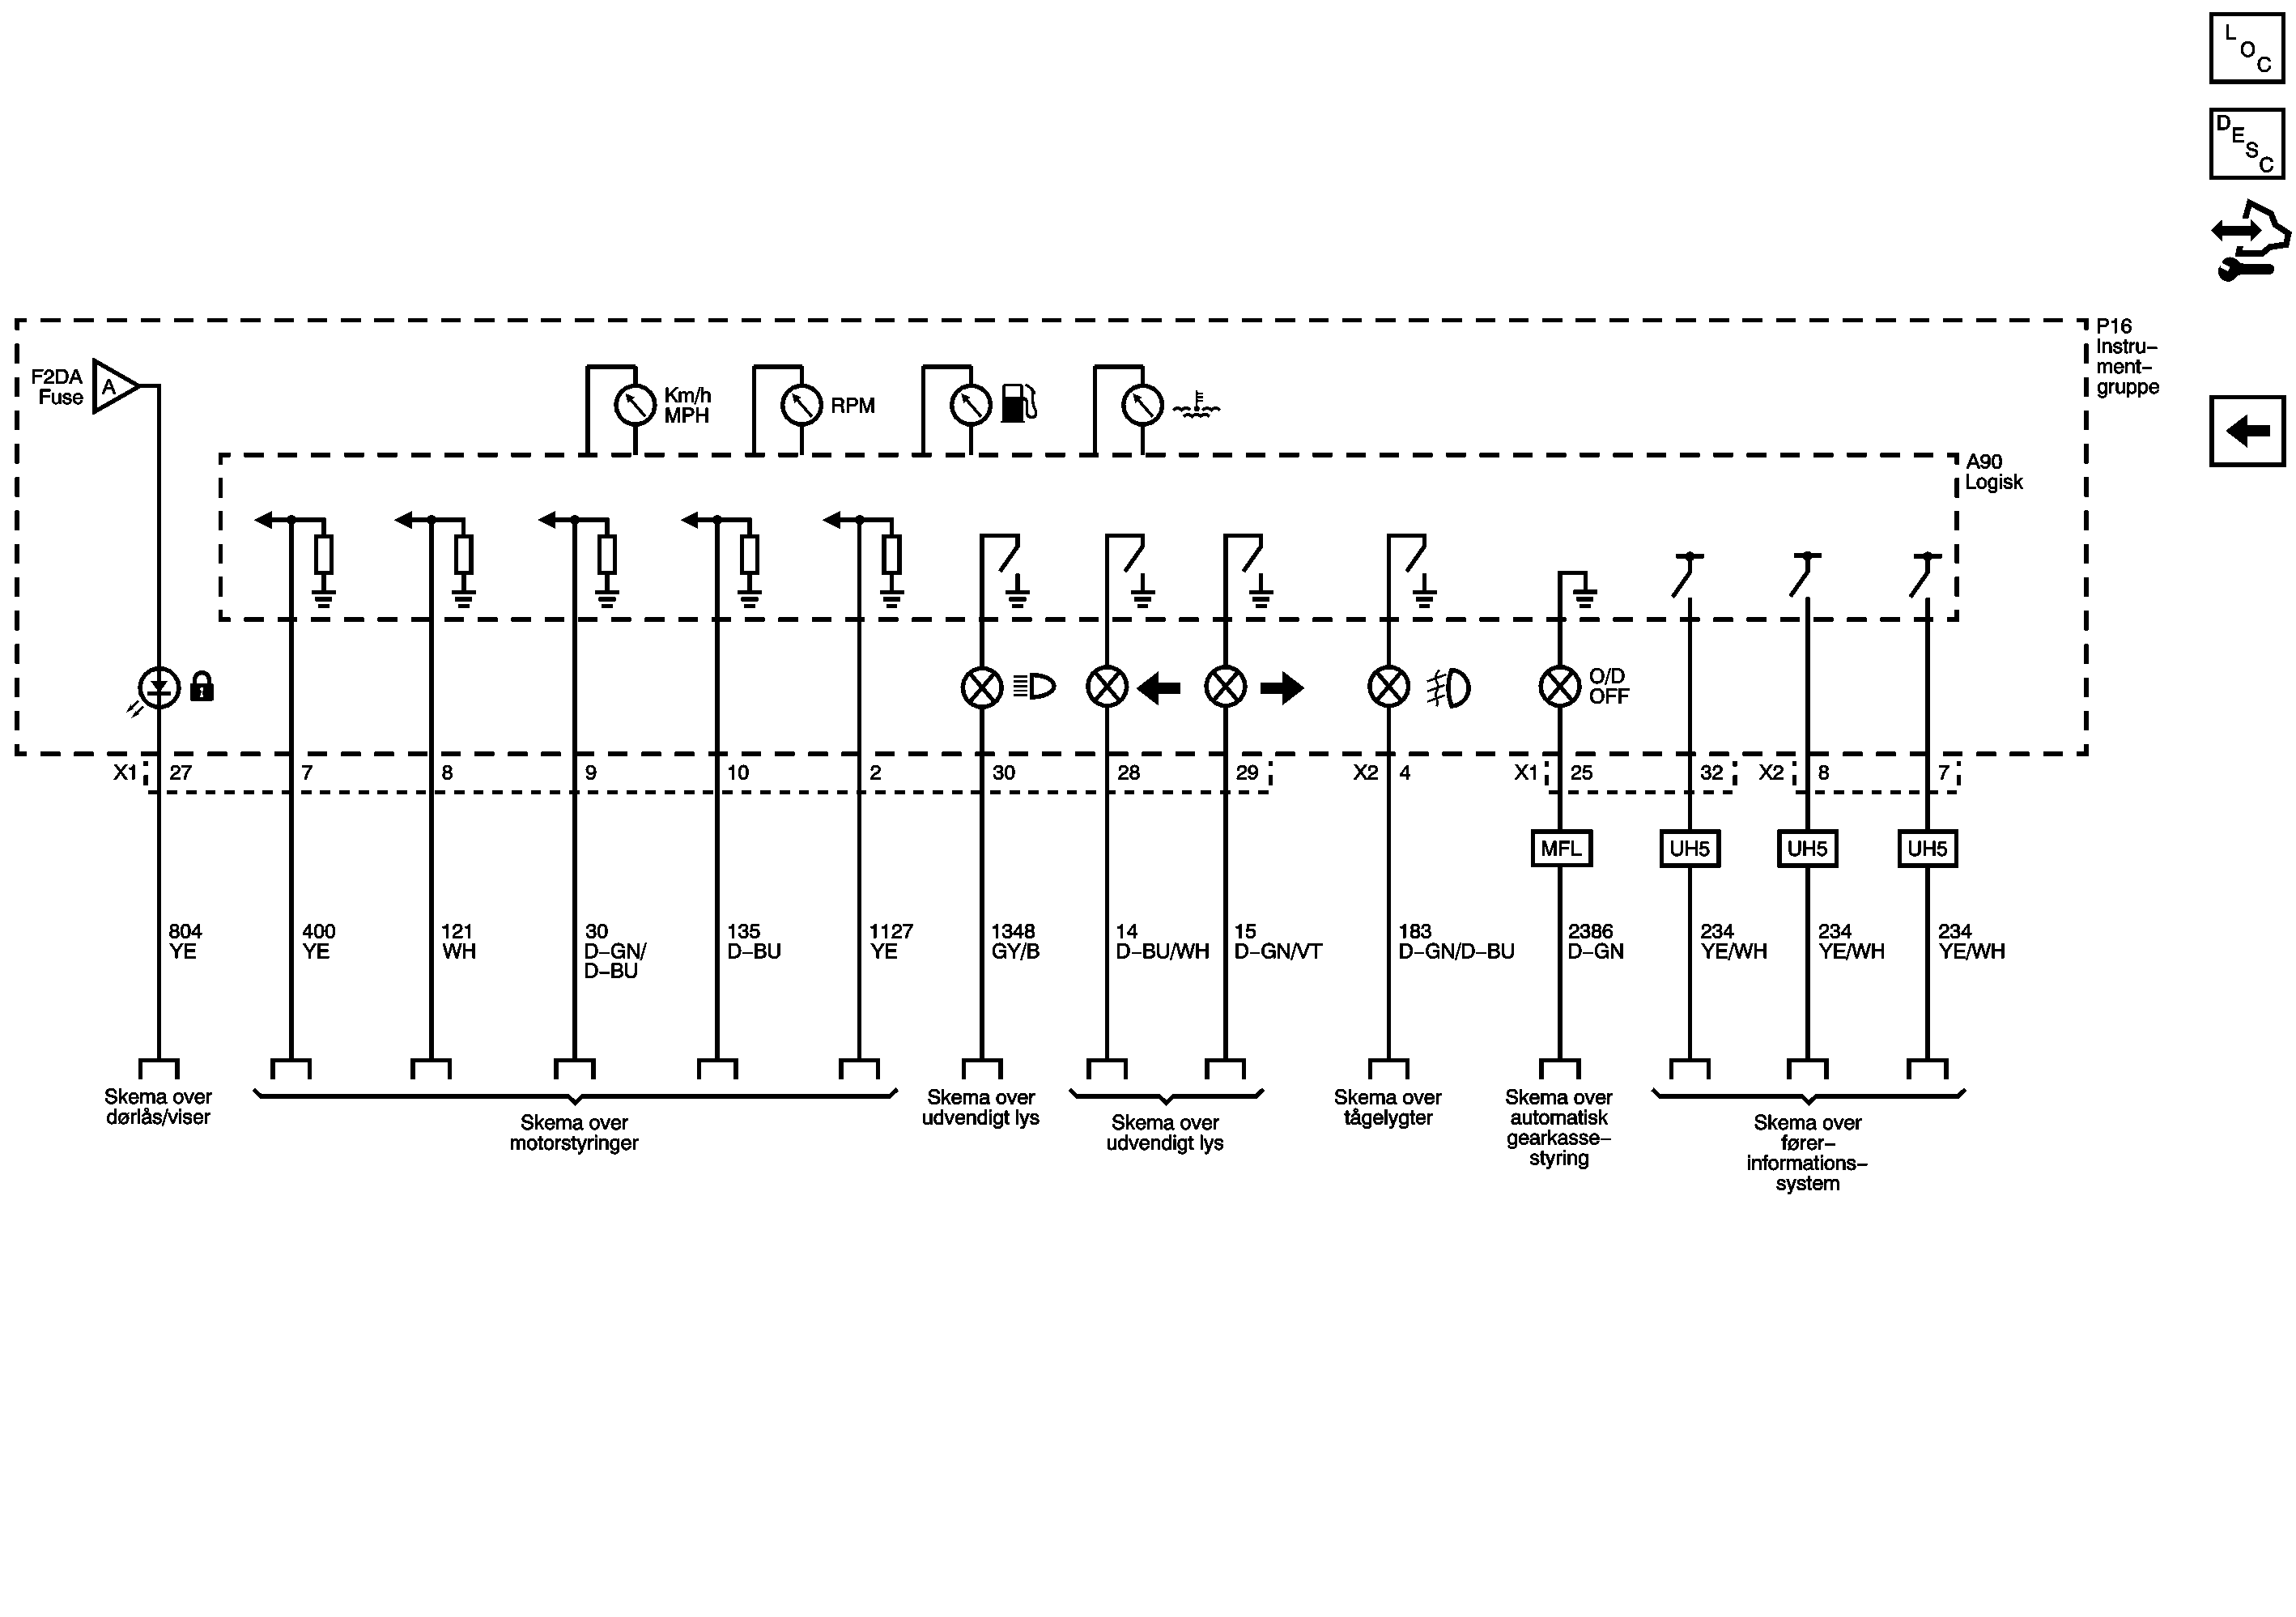 L
O
C
D
E
S
C
P16
Instru–
ment–
gruppe
F2DA
Fuse
A
Km/h
MPH
RPM
A90
Logisk
O/D
OFF
X1 27 7 8 9 10 2 30 28 29 X2 4 X1 25 32 X2 8 7
MFL UH5 UH5 UH5
804
YE
400
YE
121
WH
30
D–GN/
D–BU
135
D–BU
1127
YE
1348
GY/B
14
D–BU/WH
15
D–GN/VT
183
D–GN/D–BU
2386
D–GN
234
YE/WH
234
YE/WH
234
YE/WH
Skema over
dørlås/viser
Skema over
motorstyringer
Skema over
udvendigt lys
Skema over
udvendigt lys
Skema over
tågelygter
Skema over
automatisk
gearkasse–
styring
Skema over
fører–
informations–
system